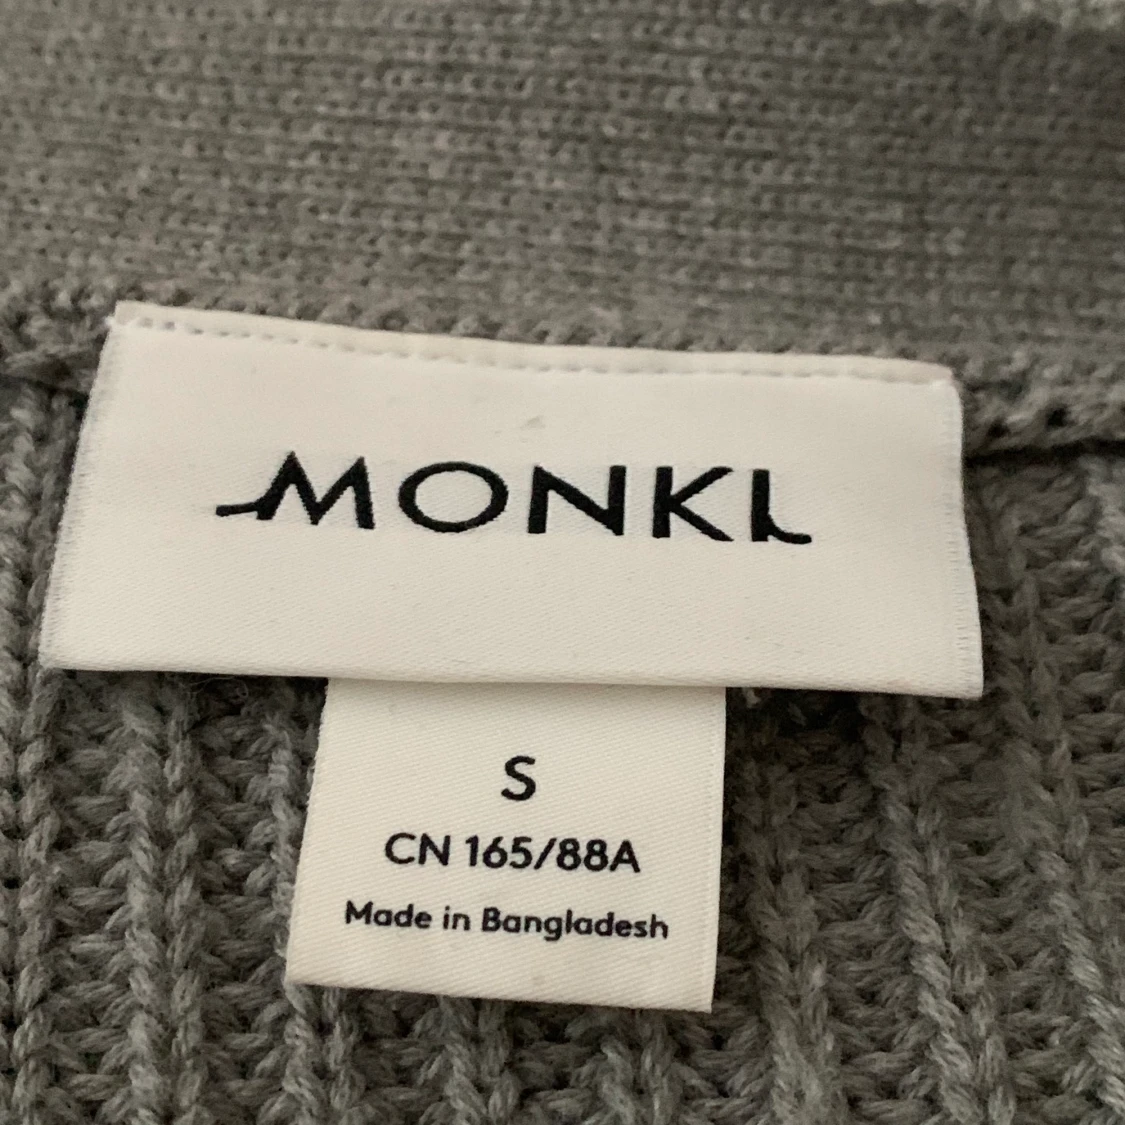 MONKI
S
CN 165/88A
Made in Bangladesh